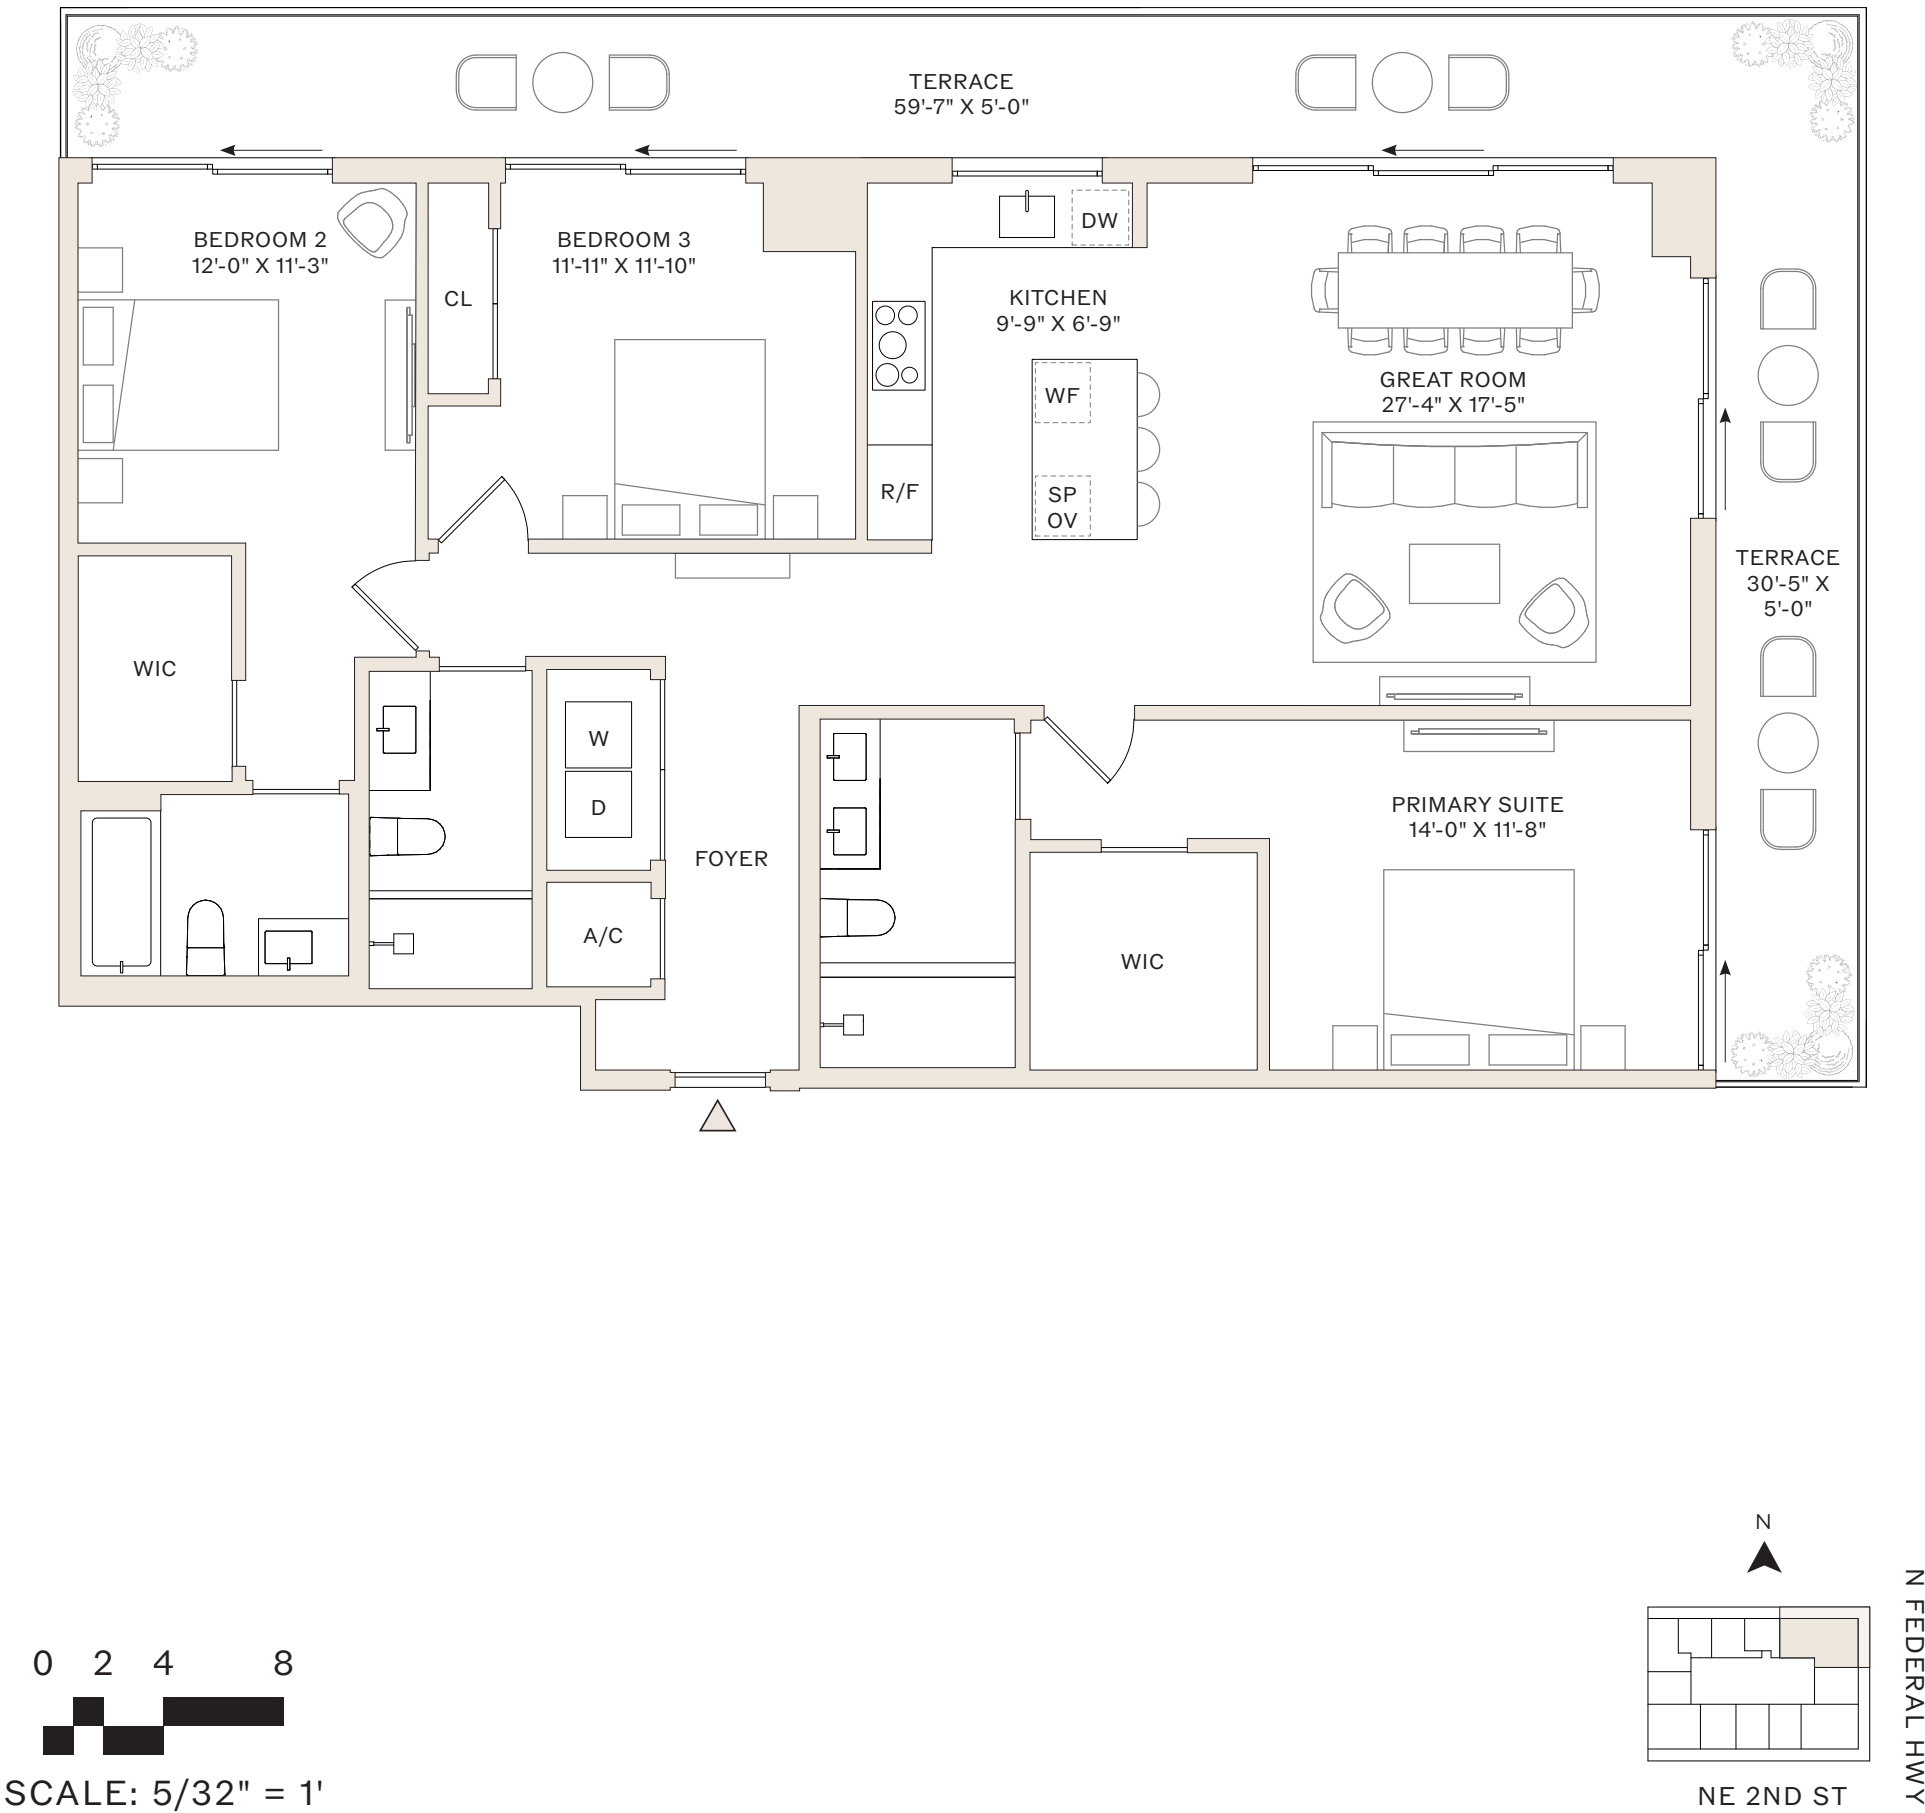 TERRACE
59'-7" X 5'-0"
BEDROOM 2
12'-0" X 11'-3"
CL
BEDROOM 3
11'-11" X 11'-10"
DW
KITCHEN
9'-9" X 6'-9"
WF
SP
OV
R/F
GREAT ROOM
27'-4" X 17'-5"
TERRACE
30'-5" X
5'-0"
WIC
W
D
A/C
FOYER
WIC
PRIMARY SUITE
14'-0" X 11'-8"
0 2 4 8
SCALE: 5/32" = 1'
N
N FEDERAL HWY
NE 2ND ST